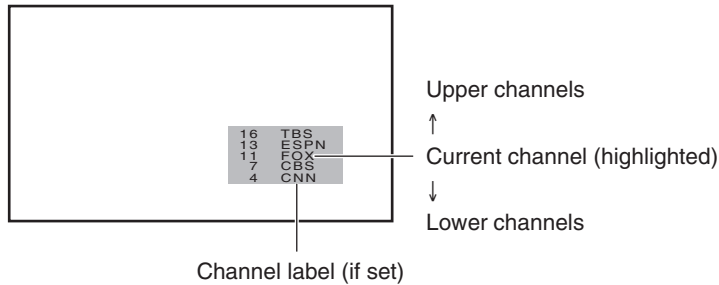 16 TBS
13 ESPN
11 FOX
7 CBS
4 CNN
Upper channels
↑
Current channel (highlighted)
↓
Lower channels
Channel label (if set)